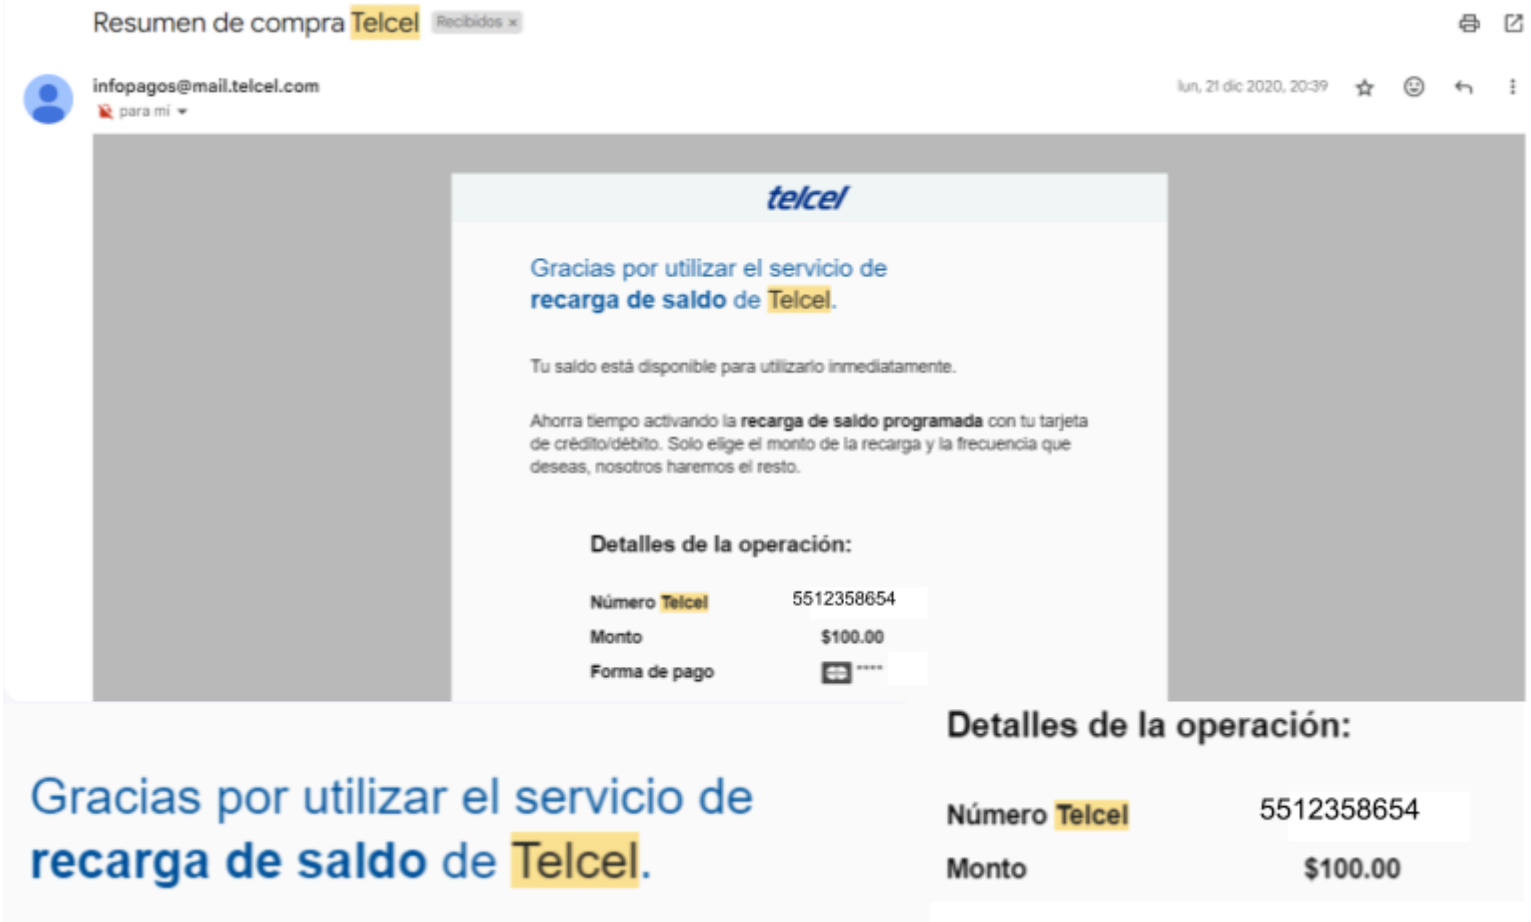 Resumen de compra Telcel Recibidos x
infopagos@mail.telcel.com lun, 21 dic 2020, 20:39
para mí
telcel
Gracias por utilizar el servicio de
recarga de saldo de Telcel.
Tu saldo está disponible para utilizarlo inmediatamente.
Ahorra tiempo activando la recarga de saldo programada con tu tarjeta
de crédito/débito. Solo elige el monto de la recarga y la frecuencia que
deseas, nosotros haremos el resto.
Detalles de la operación:
Número Telcel 5512358654
Monto $100.00
Forma de pago ****
Gracias por utilizar el servicio de
recarga de saldo de Telcel.
Detalles de la operación:
Número Telcel 5512358654
Monto $100.00